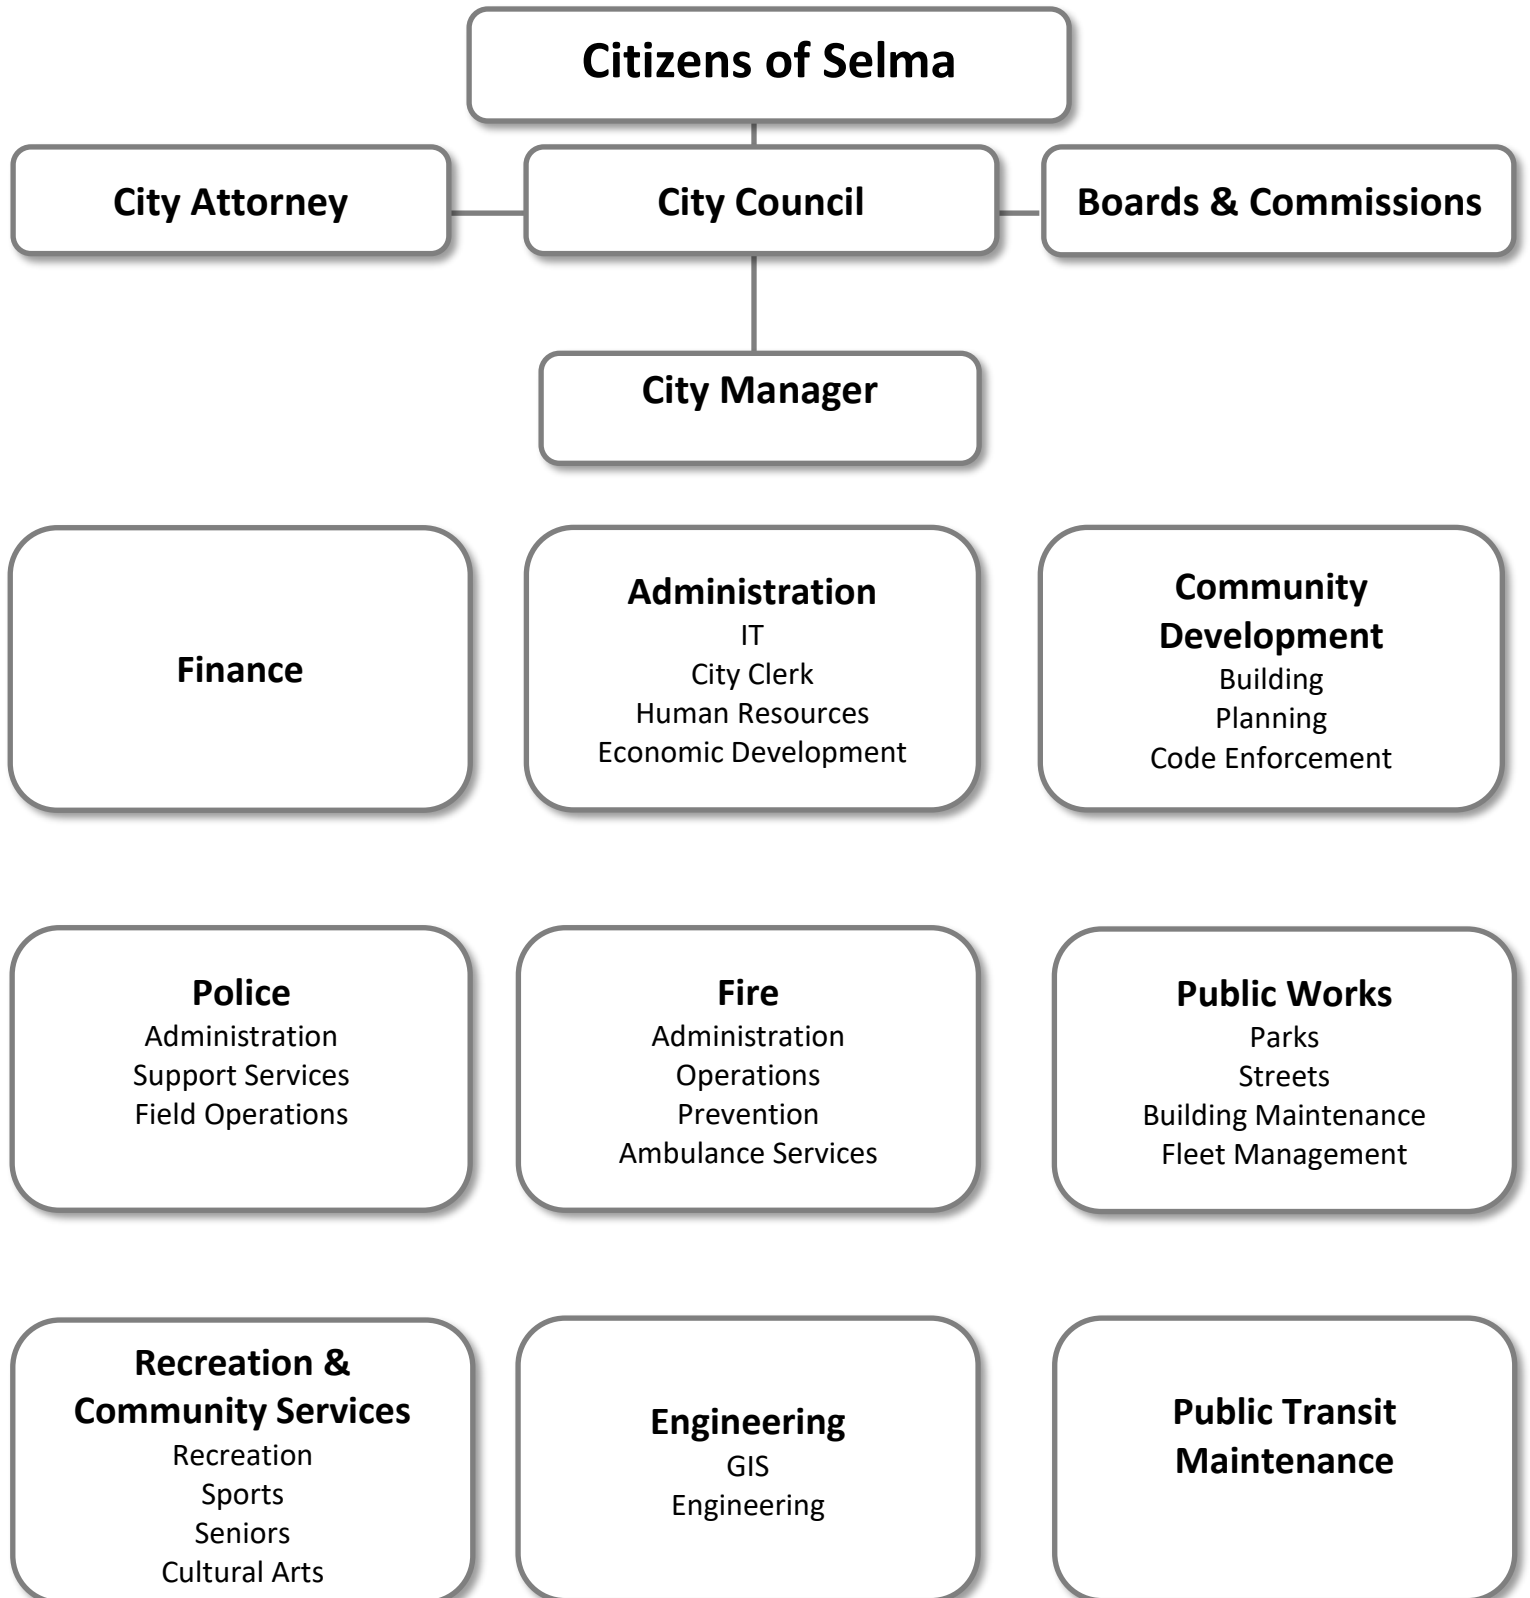 Citizens of Selma
City Attorney
City Council
Boards & Commissions
City Manager
Finance
Administration
IT
City Clerk
Human Resources
Economic Development
Community
Development
Building
Planning
Code Enforcement
Police
Administration
Support Services
Field Operations
Fire
Administration
Operations
Prevention
Ambulance Services
Public Works
Parks
Streets
Building Maintenance
Fleet Management
Recreation &
Community Services
Recreation
Sports
Seniors
Cultural Arts
Engineering
GIS
Engineering
Public Transit
Maintenance